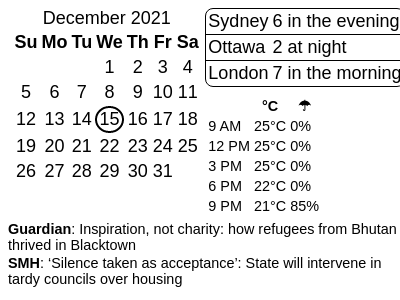 December 2021
Su Mo Tu We Th Fr Sa
1 2 3 4
5 6 7 8 9 10 11
12 13 14 15 16 17 18
19 20 21 22 23 24 25
26 27 28 29 30 31
Sydney 6 in the evening
Ottawa 2 at night
London 7 in the morning
°C ☂
9 AM 25°C 0%
12 PM 25°C 0%
3 PM 25°C 0%
6 PM 22°C 0%
9 PM 21°C 85%
Guardian: Inspiration, not charity: how refugees from Bhutan
thrived in Blacktown
SMH: ‘Silence taken as acceptance’: State will intervene in
tardy councils over housing